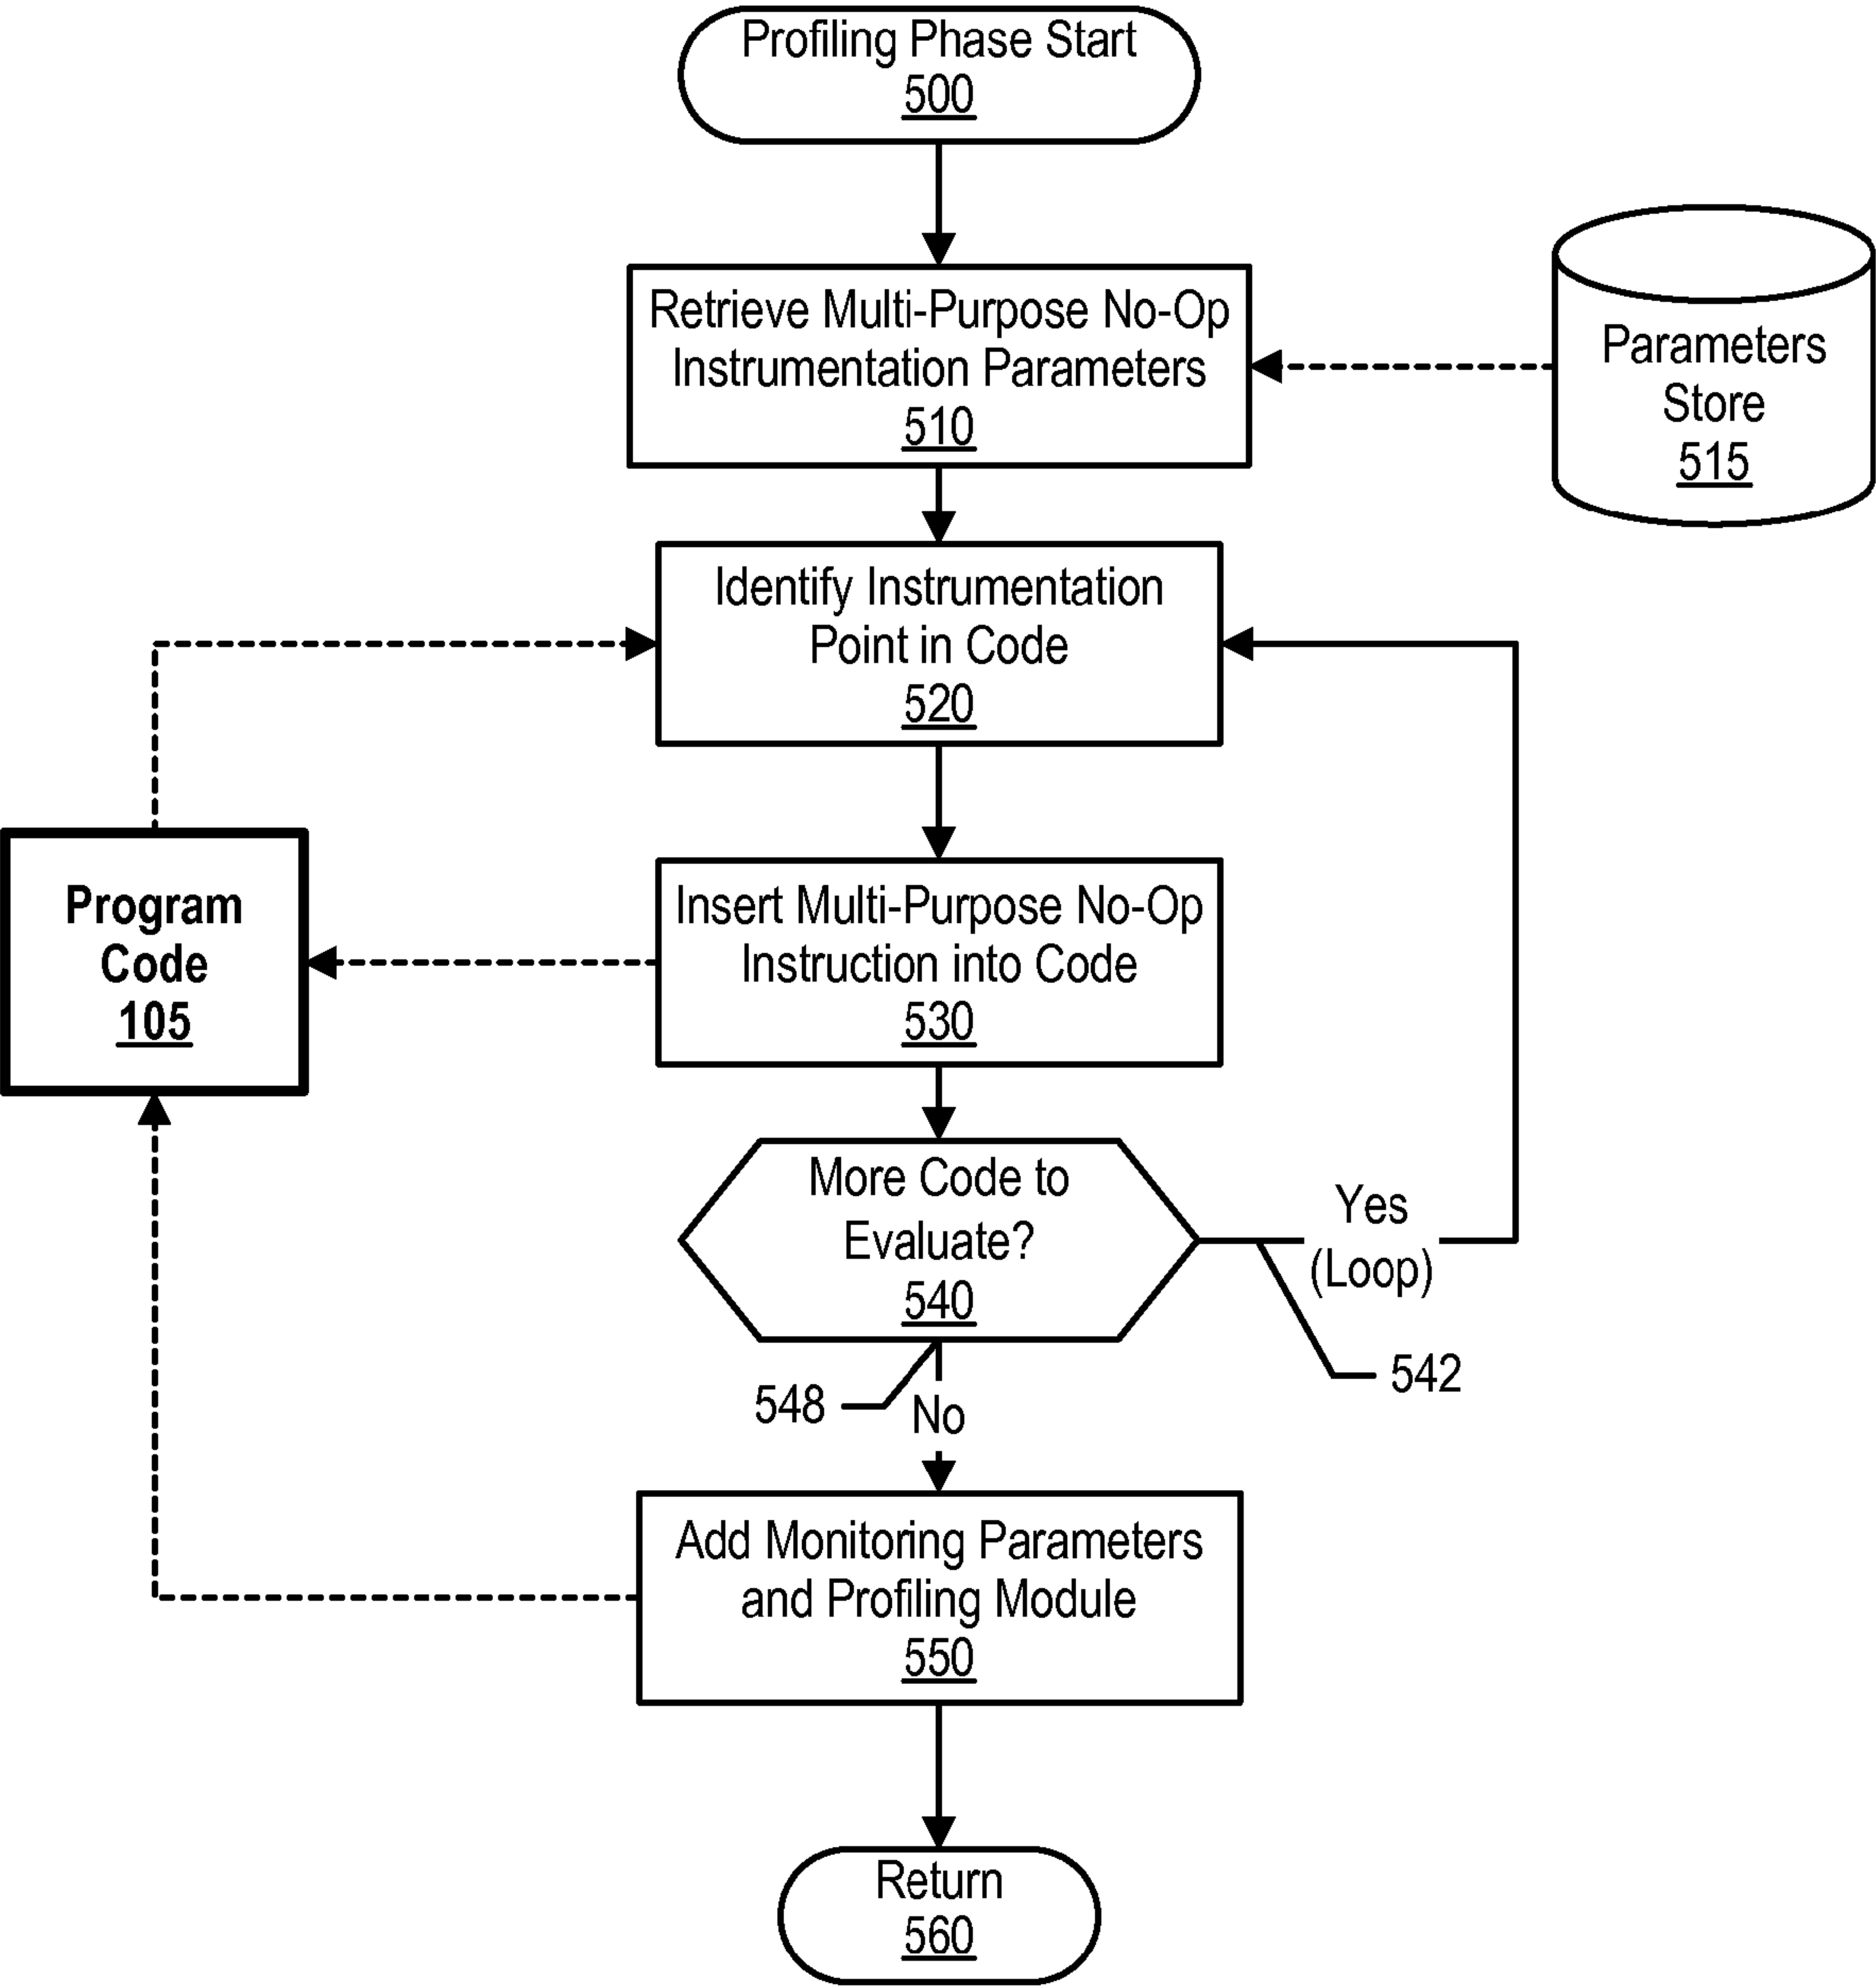 Profiling Phase Start
500
Retrieve Multi-Purpose No-Op
Instrumentation Parameters
510
Parameters
Store
515
Identify Instrumentation
Point in Code
520
Program
Code
105
Insert Multi-Purpose No-Op
Instruction into Code
530
More Code to
Evaluate?
540
Yes
(Loop)
542
548
No
Add Monitoring Parameters
and Profiling Module
550
Return
560